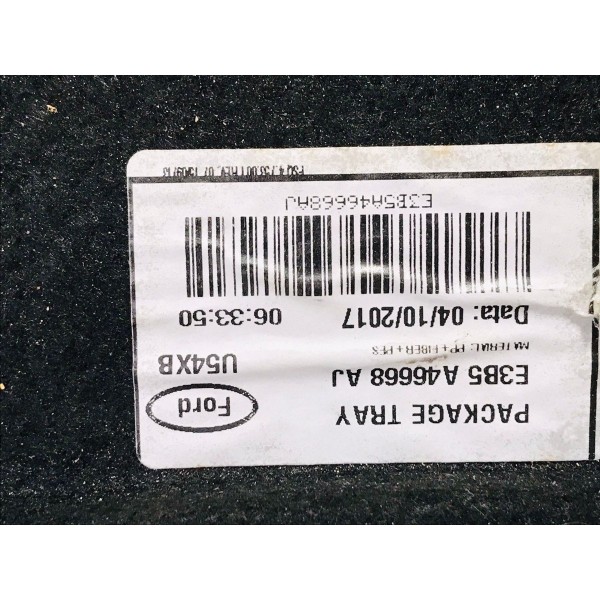 PACKAGE TRAY
Ford
E3B5 A46668 AJ
U54XB
MATERIAL: PP+FIBER+PES
Data: 04/10/2017 06:33:50
E3B5A46668AJ